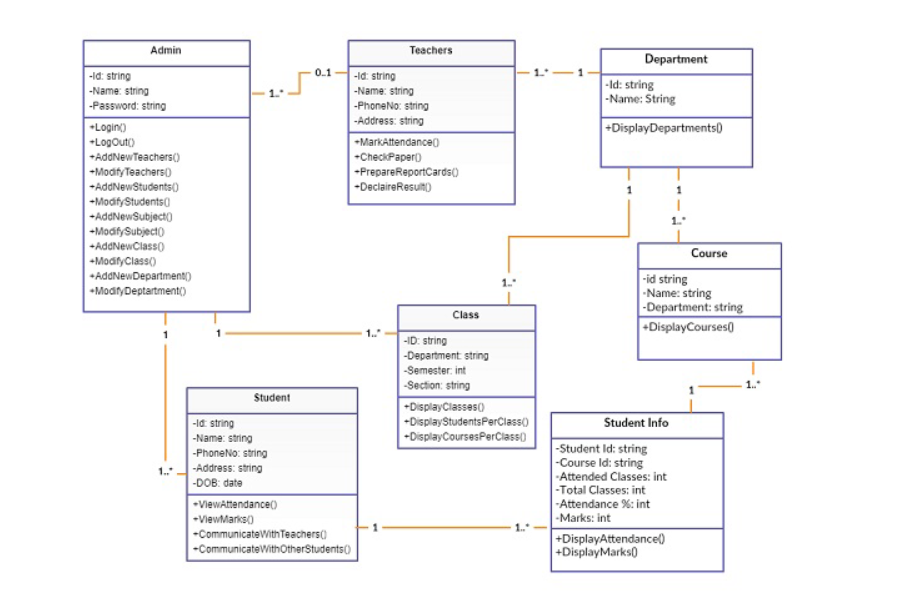 Admin
-Id: string
-Name: string
-Password: string
+Login()
+LogOut()
+AddNewTeachers()
+ModifyTeachers()
+AddNewStudents()
+ModifyStudents()
+AddNewSubject()
+ModifySubject()
+AddNewClass()
+ModifyClass()
+AddNewDepartment()
+ModifyDeptartment()
1..*
0..1
Teachers
-Id: string
-Name: string
-PhoneNo: string
-Address: string
+MarkAttendance()
+CheckPaper()
+PrepareReportCards()
+DeclaireResult()
1..*
1
Department
-Id: string
-Name: String
+DisplayDepartments()
1
1
1..*
1..*
Course
-id string
-Name: string
-Department: string
+DisplayCourses()
1
1
1..*
Class
-ID: string
-Department: string
-Semester: int
-Section: string
+DisplayClasses()
+DisplayStudentsPerClass()
+DisplayCoursesPerClass()
1..*
1
1..*
Student
-Id: string
-Name: string
-PhoneNo: string
-Address: string
-DOB: date
+ViewAttendance()
+ViewMarks()
+CommunicateWithTeachers()
+CommunicateWithOtherStudents()
1
1..*
Student Info
-Student Id: string
-Course Id: string
-Attended Classes: int
-Total Classes: int
-Attendance %: int
-Marks: int
+DisplayAttendance()
+DisplayMarks()